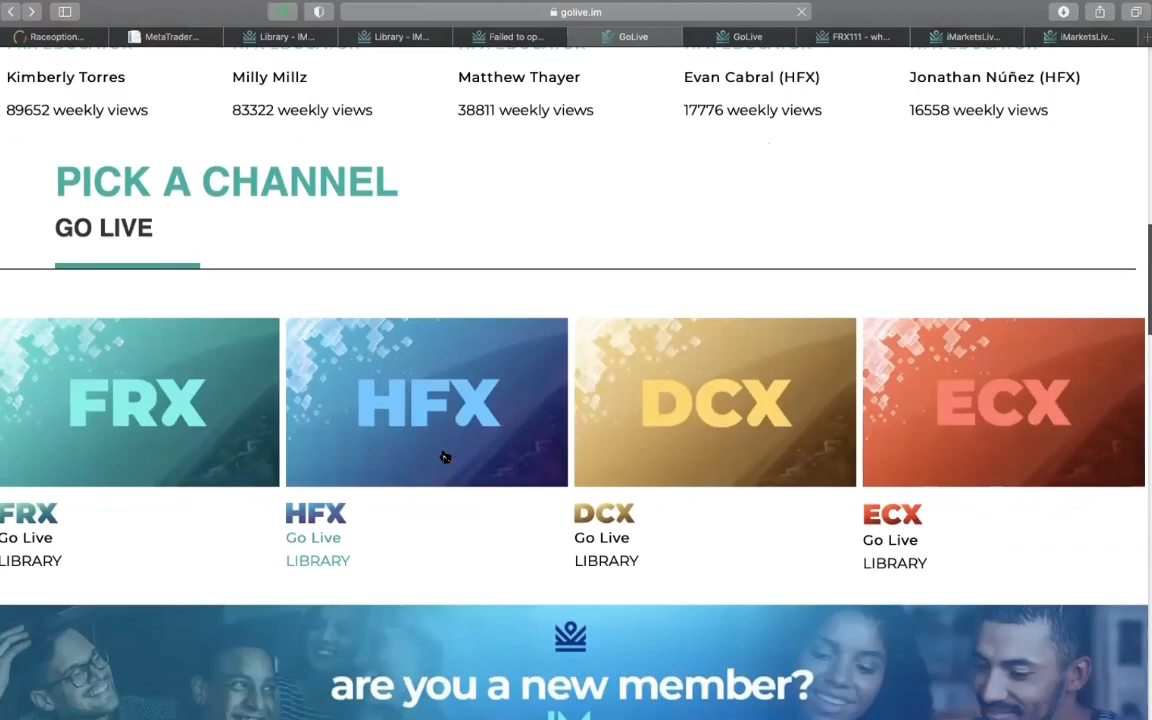 golive.im
Raceoption...
MetaTrader...
Library - IM...
Library - IM...
Failed to op...
GoLive
GoLive
FRX111 - wh...
iMarketsLiv...
iMarketsLiv...
Kimberly Torres
Milly Millz
Matthew Thayer
Evan Cabral (HFX)
Jonathan Núñez (HFX)
89652 weekly views
83322 weekly views
38811 weekly views
17776 weekly views
16558 weekly views
PICK A CHANNEL
GO LIVE
FRX
HFX
DCX
ECX
FRX
HFX
DCX
ECX
Go Live
Go Live
Go Live
Go Live
LIBRARY
LIBRARY
LIBRARY
LIBRARY
are you a new member?